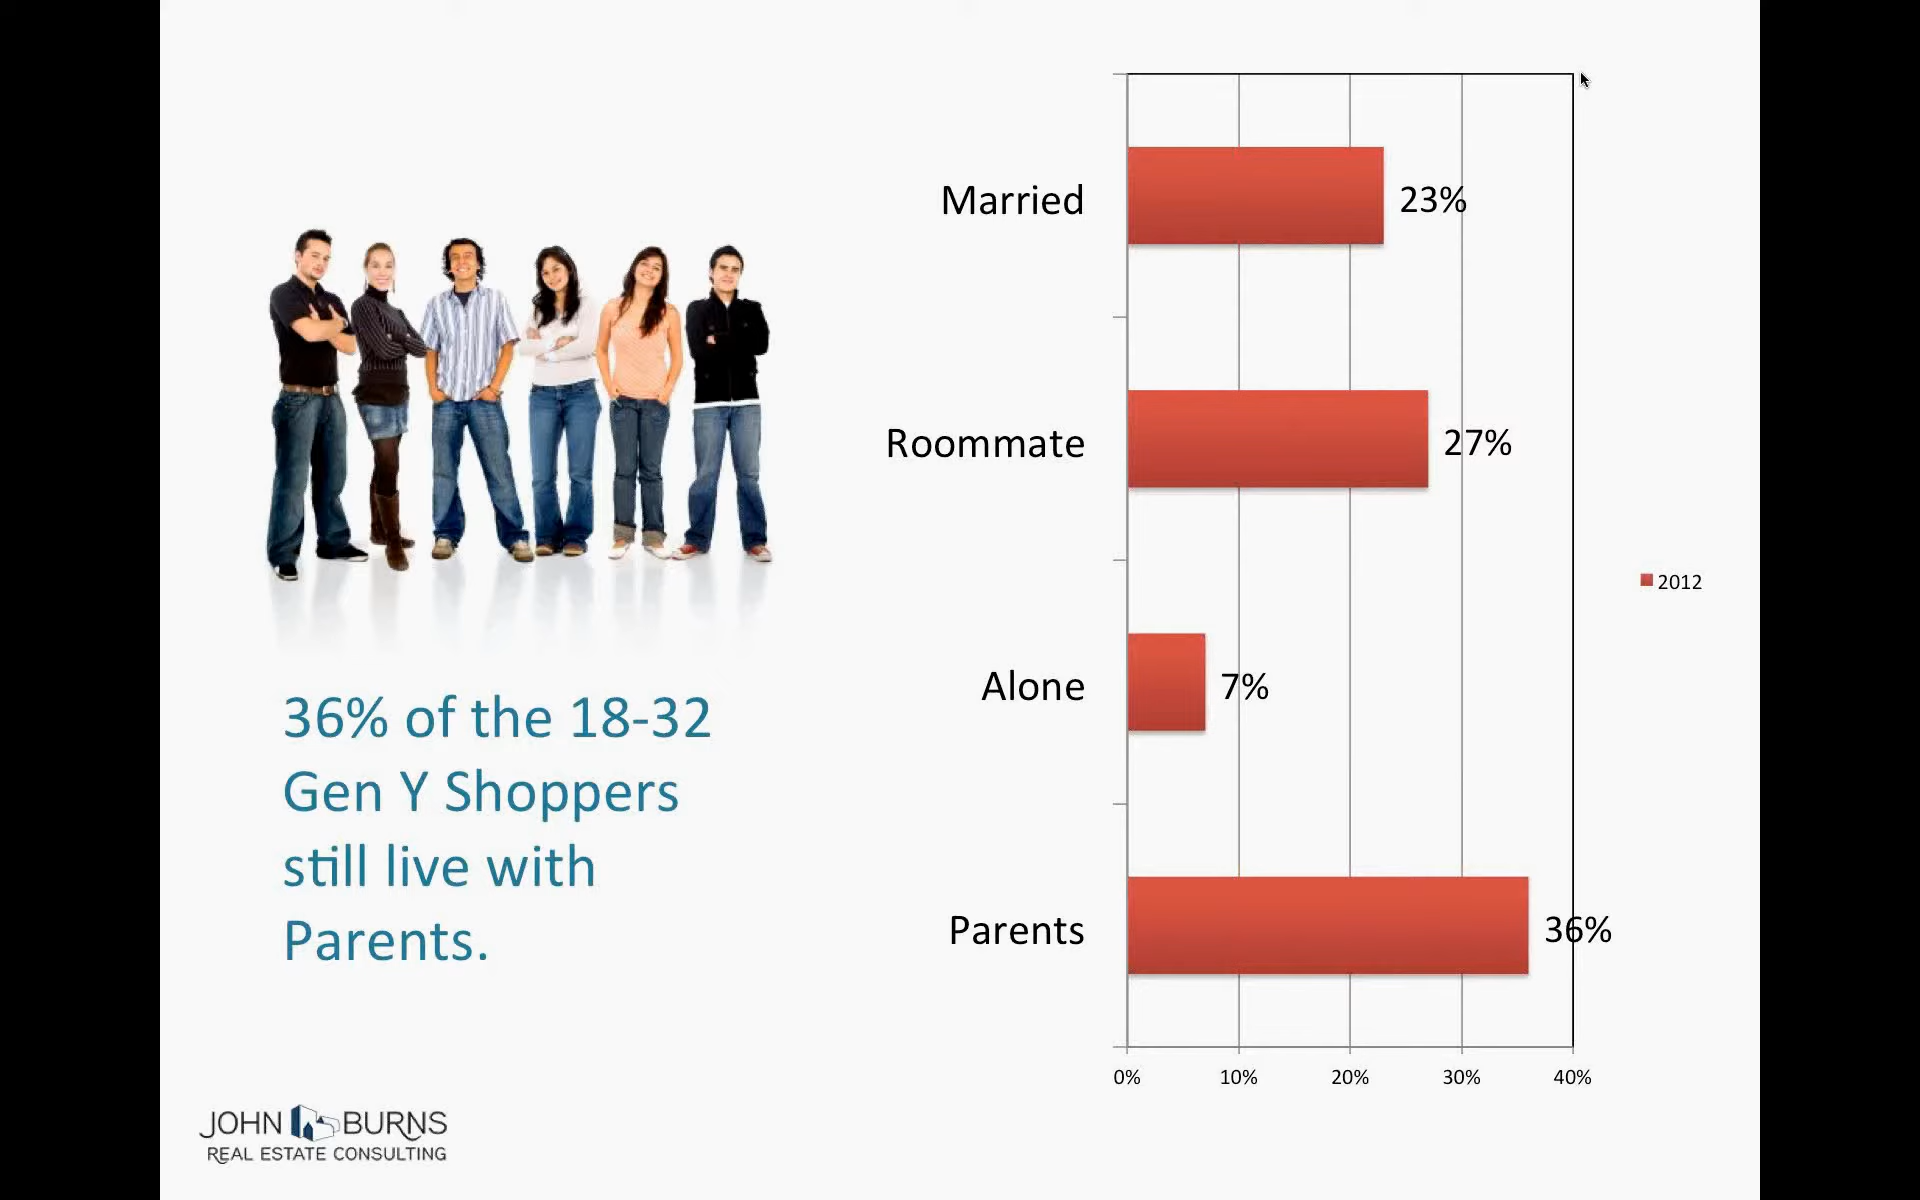 36% of the 18-32
Gen Y Shoppers
still live with
Parents.
JOHN BURNS
REAL ESTATE CONSULTING
Married
23%
Roommate
27%
Alone
7%
Parents
36%
0% 10% 20% 30% 40%
2012